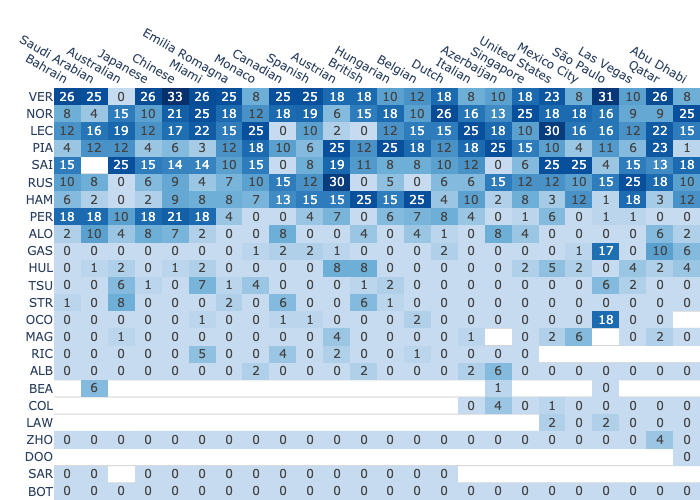 Bahrain
Saudi Arabian
Australian
Japanese
Chinese
Miami
Emilia Romagna
Monaco
Canadian
Spanish
Austrian
British
Hungarian
Belgian
Dutch
Italian
Azerbaijan
Singapore
United States
Mexico City
São Paulo
Las Vegas
Qatar
Abu Dhabi
VER 26 25 0 26 33 26 25 8 25 25 18 18 10 12 18 8 10 18 23 8 31 10 26 8
NOR 8 4 15 10 21 25 18 12 18 19 6 15 18 10 26 16 13 25 18 18 16 9 9 25
LEC 12 16 19 12 17 22 15 25 0 10 2 0 12 15 15 25 18 10 30 16 16 12 22 15
PIA 4 12 12 4 6 3 12 18 10 6 25 12 25 18 12 18 25 15 10 4 11 6 23 1
SAI 15 25 15 14 14 10 15 0 8 19 11 8 8 10 12 0 6 25 25 4 15 13 18
RUS 10 8 0 6 9 4 7 10 15 12 30 0 5 0 6 6 15 12 12 10 15 25 18 10
HAM 6 2 0 2 9 8 8 7 13 15 15 25 15 25 4 10 2 8 3 12 1 18 3 12
PER 18 18 10 18 21 18 4 0 0 4 7 0 6 7 8 4 0 1 6 0 1 1 0 0
ALO 2 10 4 8 7 2 0 0 8 0 0 4 0 4 1 0 8 4 0 0 0 0 6 2
GAS 0 0 0 0 0 0 0 1 2 2 1 0 0 0 2 0 0 0 0 1 17 0 10 6
HUL 0 1 2 0 1 2 0 0 0 0 8 8 0 0 0 0 0 2 5 2 0 4 2 4
TSU 0 0 6 1 0 7 1 4 0 0 0 1 2 0 0 0 0 0 0 0 6 2 0 0
STR 1 0 8 0 0 0 2 0 6 0 0 6 1 0 0 0 0 0 0 0 0 0 0 0
OCO 0 0 0 0 0 1 0 0 1 1 0 0 0 2 0 0 0 0 0 0 18 0 0
MAG 0 0 1 0 0 0 0 0 0 0 4 0 0 0 0 1 0 2 6 0 2 0
RIC 0 0 0 0 0 5 0 0 4 0 2 0 0 1 0 0 0 0
ALB 0 0 0 0 0 0 0 2 0 0 0 2 0 0 0 2 6 0 0 0 0 0 0 0
BEA 6 1 0
COL 0 4 0 1 0 0 0 0 0
LAW 2 0 2 0 0 0
ZHO 0 0 0 0 0 0 0 0 0 0 0 0 0 0 0 0 0 0 0 0 0 0 4 0
DOO 0
SAR 0 0 0 0 0 0 0 0 0 0 0 0 0 0
BOT 0 0 0 0 0 0 0 0 0 0 0 0 0 0 0 0 0 0 0 0 0 0 0 0